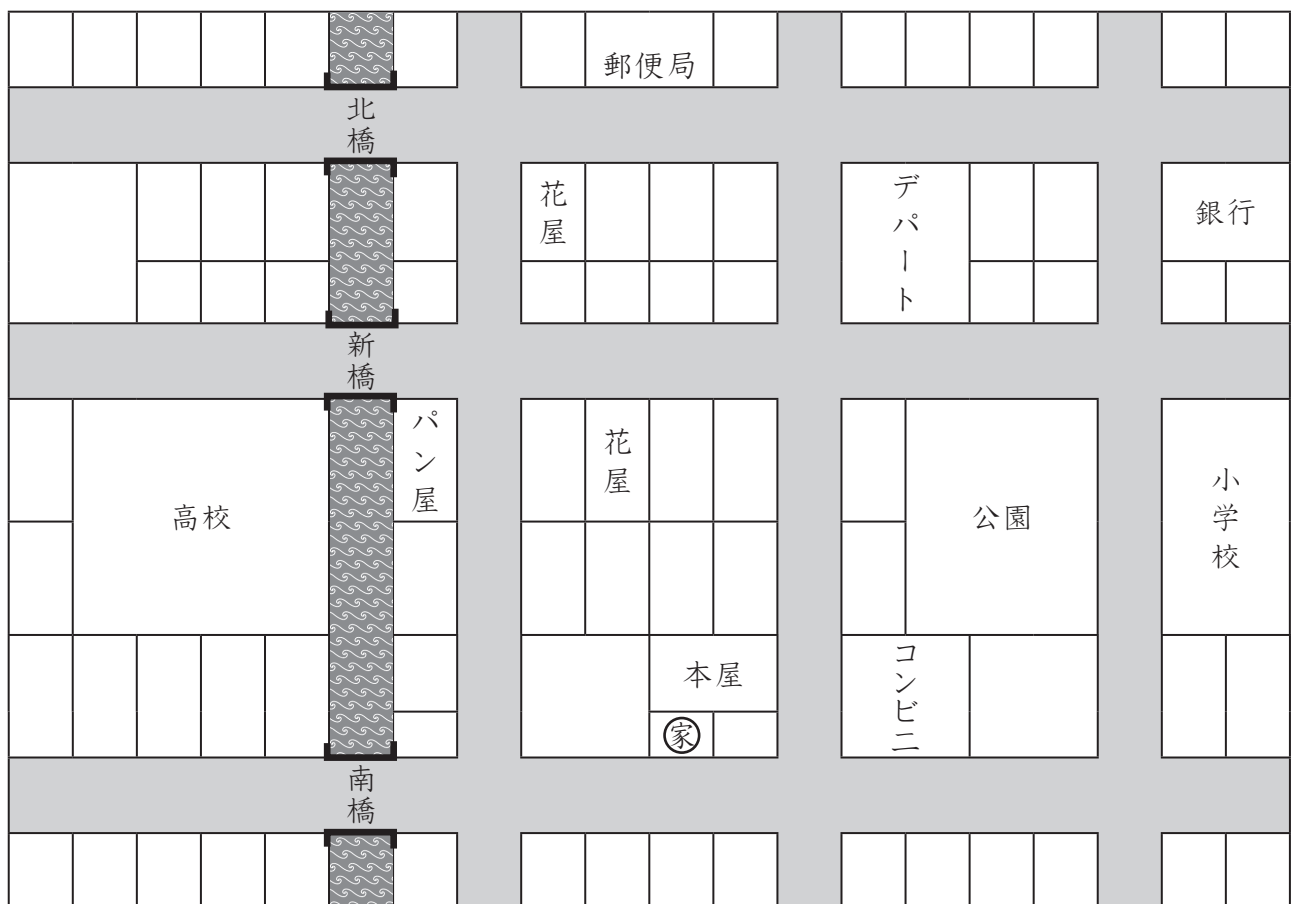 郵便局
北橋
花屋
デパート
銀行
新橋
パン屋
花屋
高校
公園
小学校
本屋
コンビニ
家
南橋